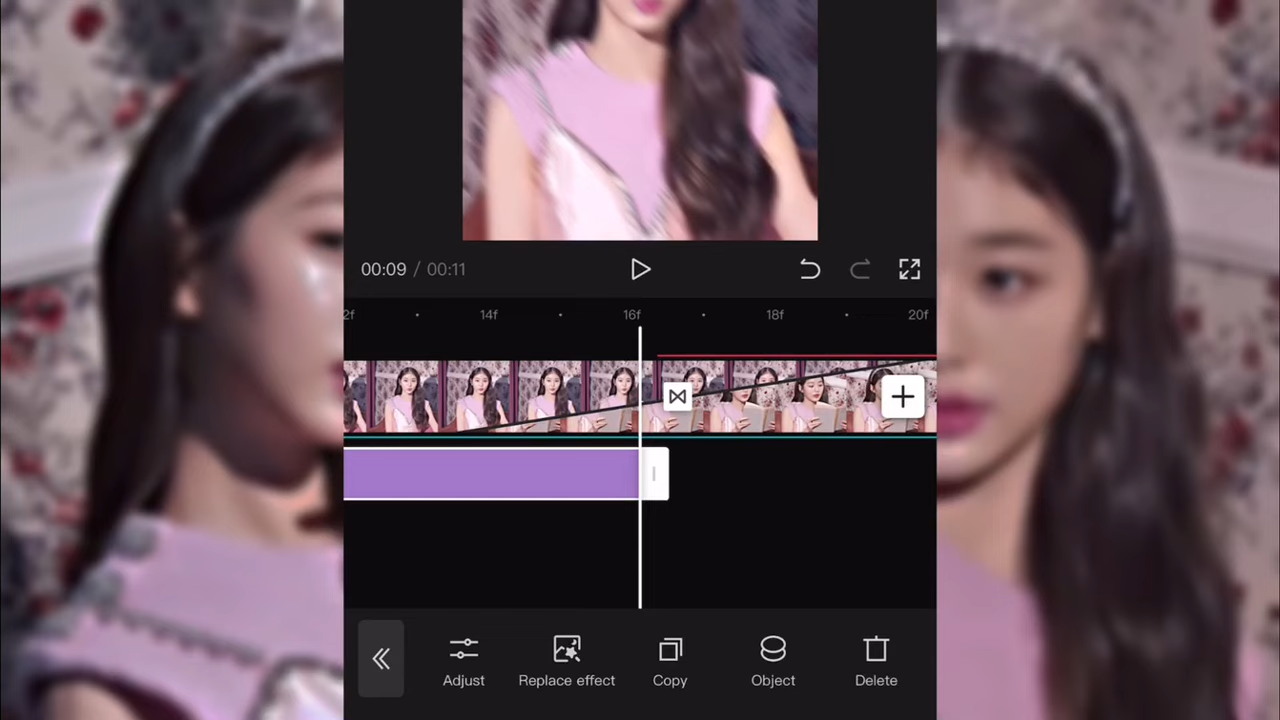 00:09 / 00:11
2f 14f 16f 18f 20f
Adjust Replace effect Copy Object Delete